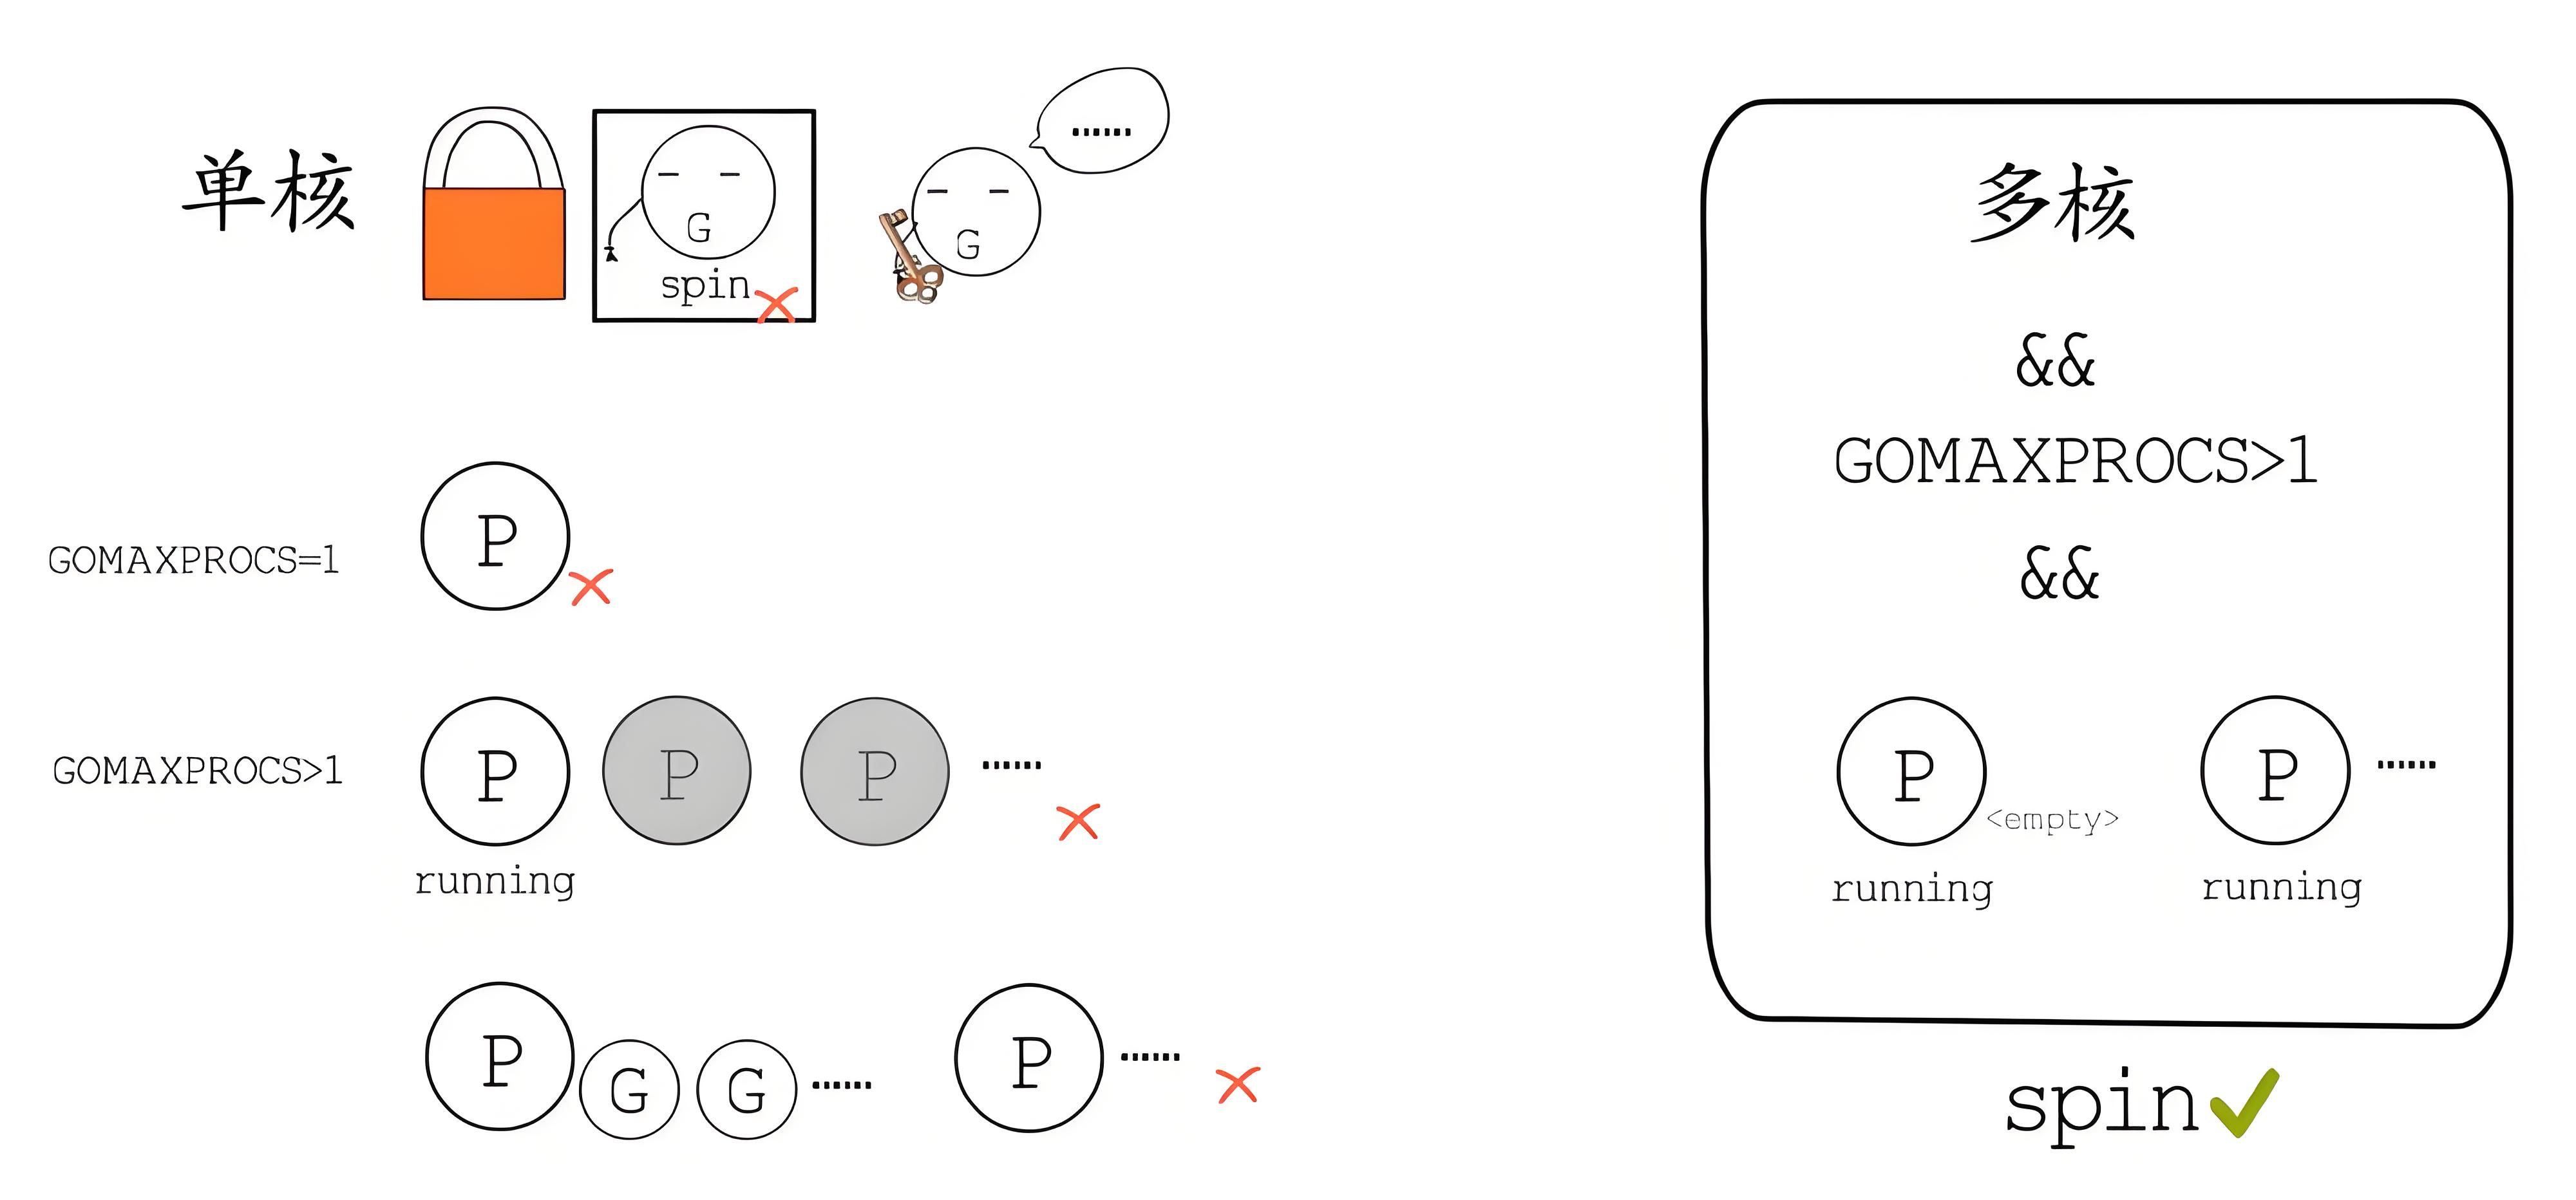 单核
......
G
spin
G
GOMAXPROCS=1
P
GOMAXPROCS>1
P
P
P
......
running
P
G
G
......
P
......
多核
&&
GOMAXPROCS>1
&&
P
<empty>
P
......
running
running
spin